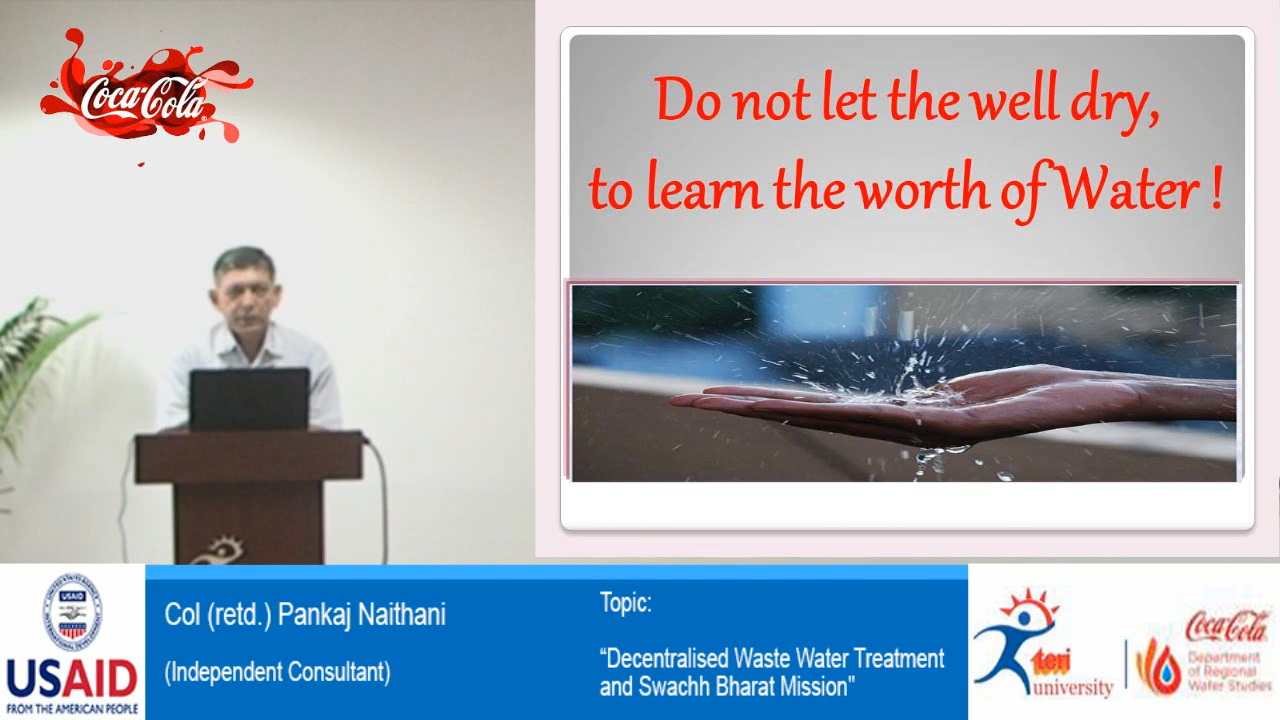 Coca-Cola
Do not let the well dry,
to learn the worth of Water !
USAID
USAID
FROM THE AMERICAN PEOPLE
Col (retd.) Pankaj Naithani
(Independent Consultant)
Topic:
“Decentralised Waste Water Treatment
and Swachh Bharat Mission"
teri
university
Coca-Cola
Department
of Regional
Water Studies